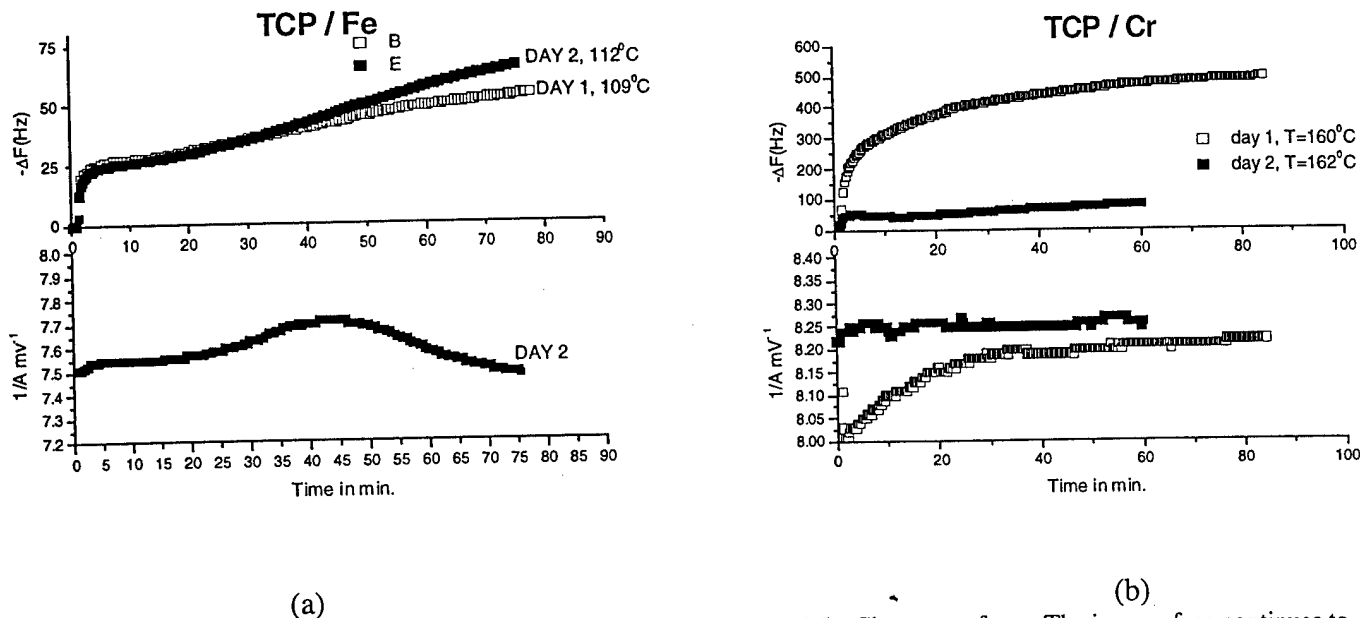 TCP / Fe
B
E
DAY 2, 112°C
DAY 1, 109°C
-ΔF(Hz)
75
50
25
0
0 10 20 30 40 50 60 70 80 90
8.0
7.9
7.8
7.7
7.6
7.5
7.4
7.3
7.2
1/A mv⁻¹
DAY 2
0 5 10 15 20 25 30 35 40 45 50 55 60 65 70 75 80 85 90
Time in min.
(a)
TCP / Cr
600
500
400
300
200
100
0
-ΔF(Hz)
day 1, T=160°C
day 2, T=162°C
0 20 40 60 80 100
8.40
8.35
8.30
8.25
8.20
8.15
8.10
8.05
8.00
1/A mV⁻¹
0 20 40 60 80 100
Time in min.
(b)